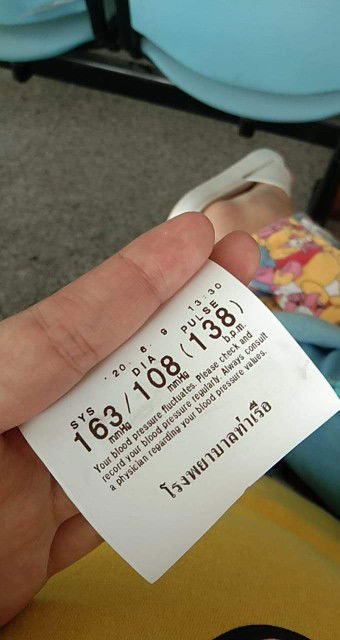 '20. 6. 9 13:30
SYS DIA PULSE
163/108(138)
mmHg mmHg b.p.m.
Your blood pressure fluctuates. Please check and
record your blood pressure regularly. Always consult
a physician regarding your blood pressure values.
โรงพยาบาลท่าเรือ